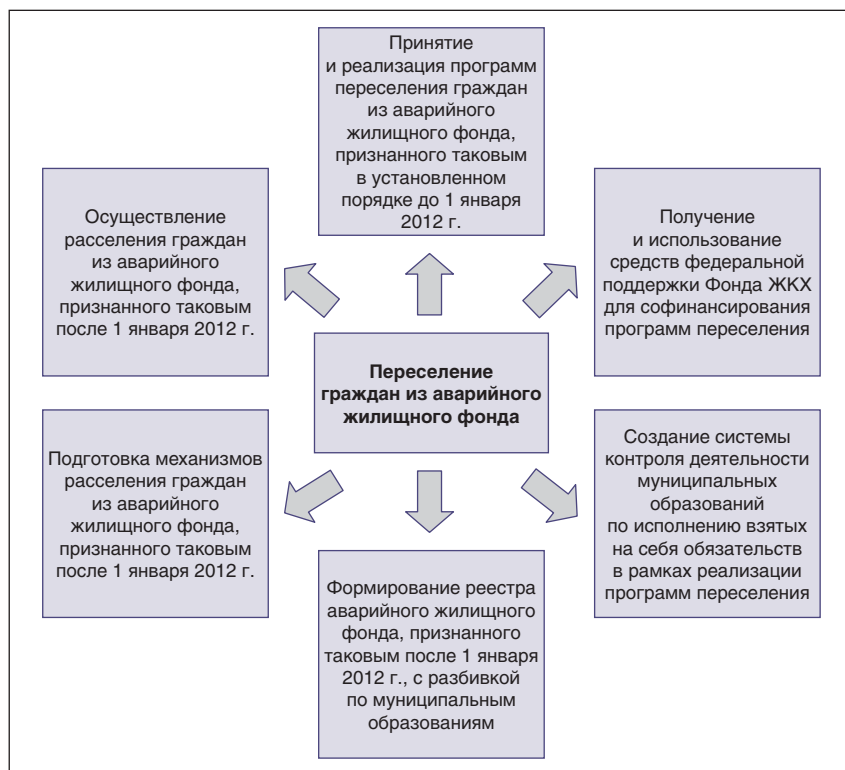 Принятие
и реализация программ
переселения граждан
из аварийного
жилищного фонда,
признанного таковым
в установленном
порядке до 1 января
2012 г.
Осуществление
расселения граждан
из аварийного
жилищного фонда,
признанного таковым
после 1 января 2012 г.
Получение
и использование
средств федеральной
поддержки Фонда ЖКХ
для софинансирования
программ переселения
Переселение
граждан из аварийного
жилищного фонда
Подготовка механизмов
расселения граждан
из аварийного
жилищного фонда,
признанного таковым
после 1 января 2012 г.
Создание системы
контроля деятельности
муниципальных
образований
по исполнению взятых
на себя обязательств
в рамках реализации
программ переселения
Формирование реестра
аварийного жилищного
фонда, признанного
таковым после 1 января
2012 г., с разбивкой
по муниципальным
образованиям